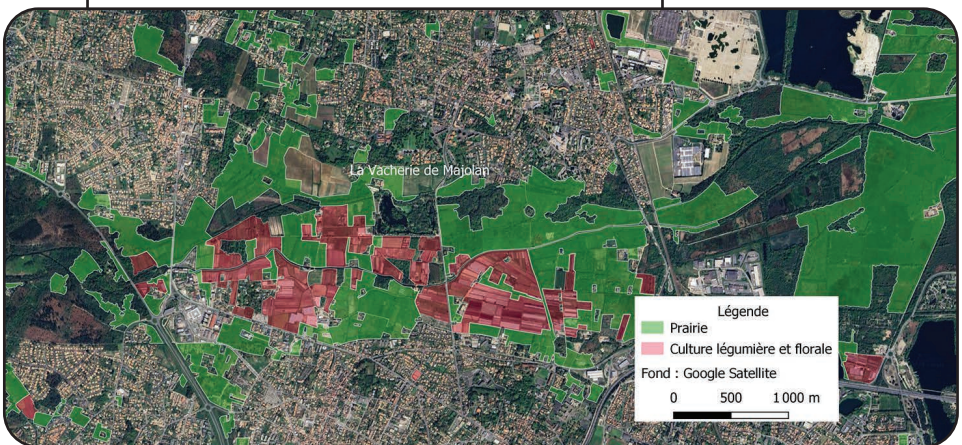 La Vacherie de Majolan
Légende
Prairie
Culture légumière et florale
Fond : Google Satellite
0 500 1 000 m